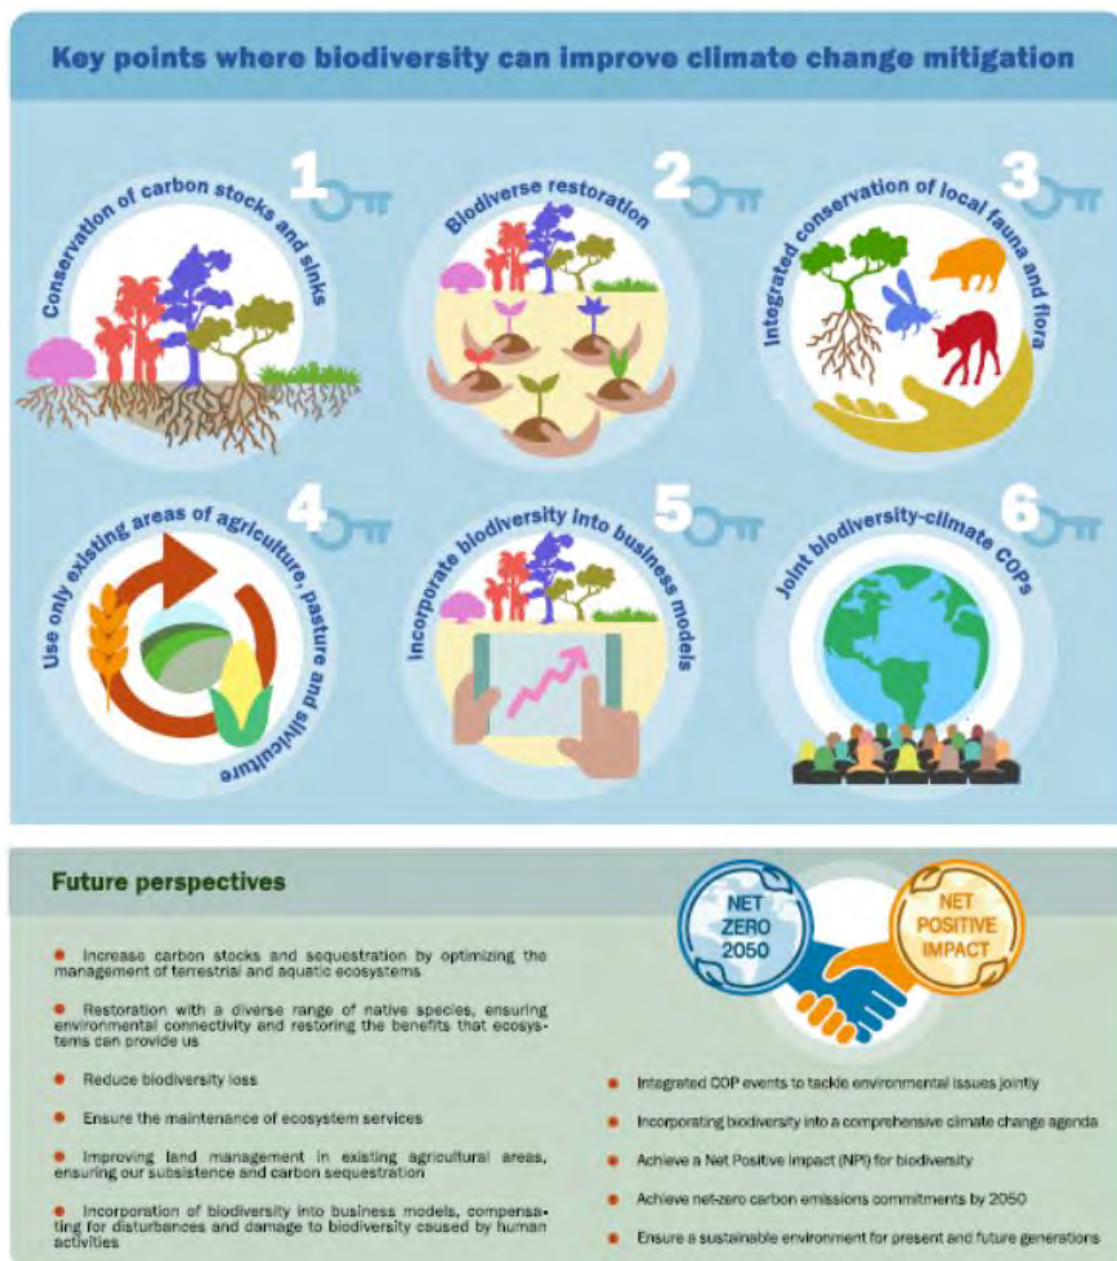 Key points where biodiversity can improve climate change mitigation
1
Conservation of carbon stocks and sinks
2
Biodiverse restoration
3
Integrated conservation of local fauna and flora
4
Use only existing areas of agriculture, pasture and silviculture
5
Incorporate biodiversity into business models
6
Joint biodiversity-climate COPs
Future perspectives
NET
ZERO
2050
NET
POSITIVE
IMPACT
Increase carbon stocks and sequestration by optimizing the
management of terrestrial and aquatic ecosystems
Restoration with a diverse range of native species, ensuring
environmental connectivity and restoring the benefits that ecosys-
tems can provide us
Reduce biodiversity loss
Ensure the maintenance of ecosystem services
Improving land management in existing agricultural areas,
ensuring our subsistence and carbon sequestration
Incorporation of biodiversity into business models, compensa-
ting for disturbances and damage to biodiversity caused by human
activities
Integrated COP events to tackle environmental issues jointly
Incorporating biodiversity into a comprehensive climate change agenda
Achieve a Net Positive Impact (NPI) for biodiversity
Achieve net-zero carbon emissions commitments by 2050
Ensure a sustainable environment for present and future generations